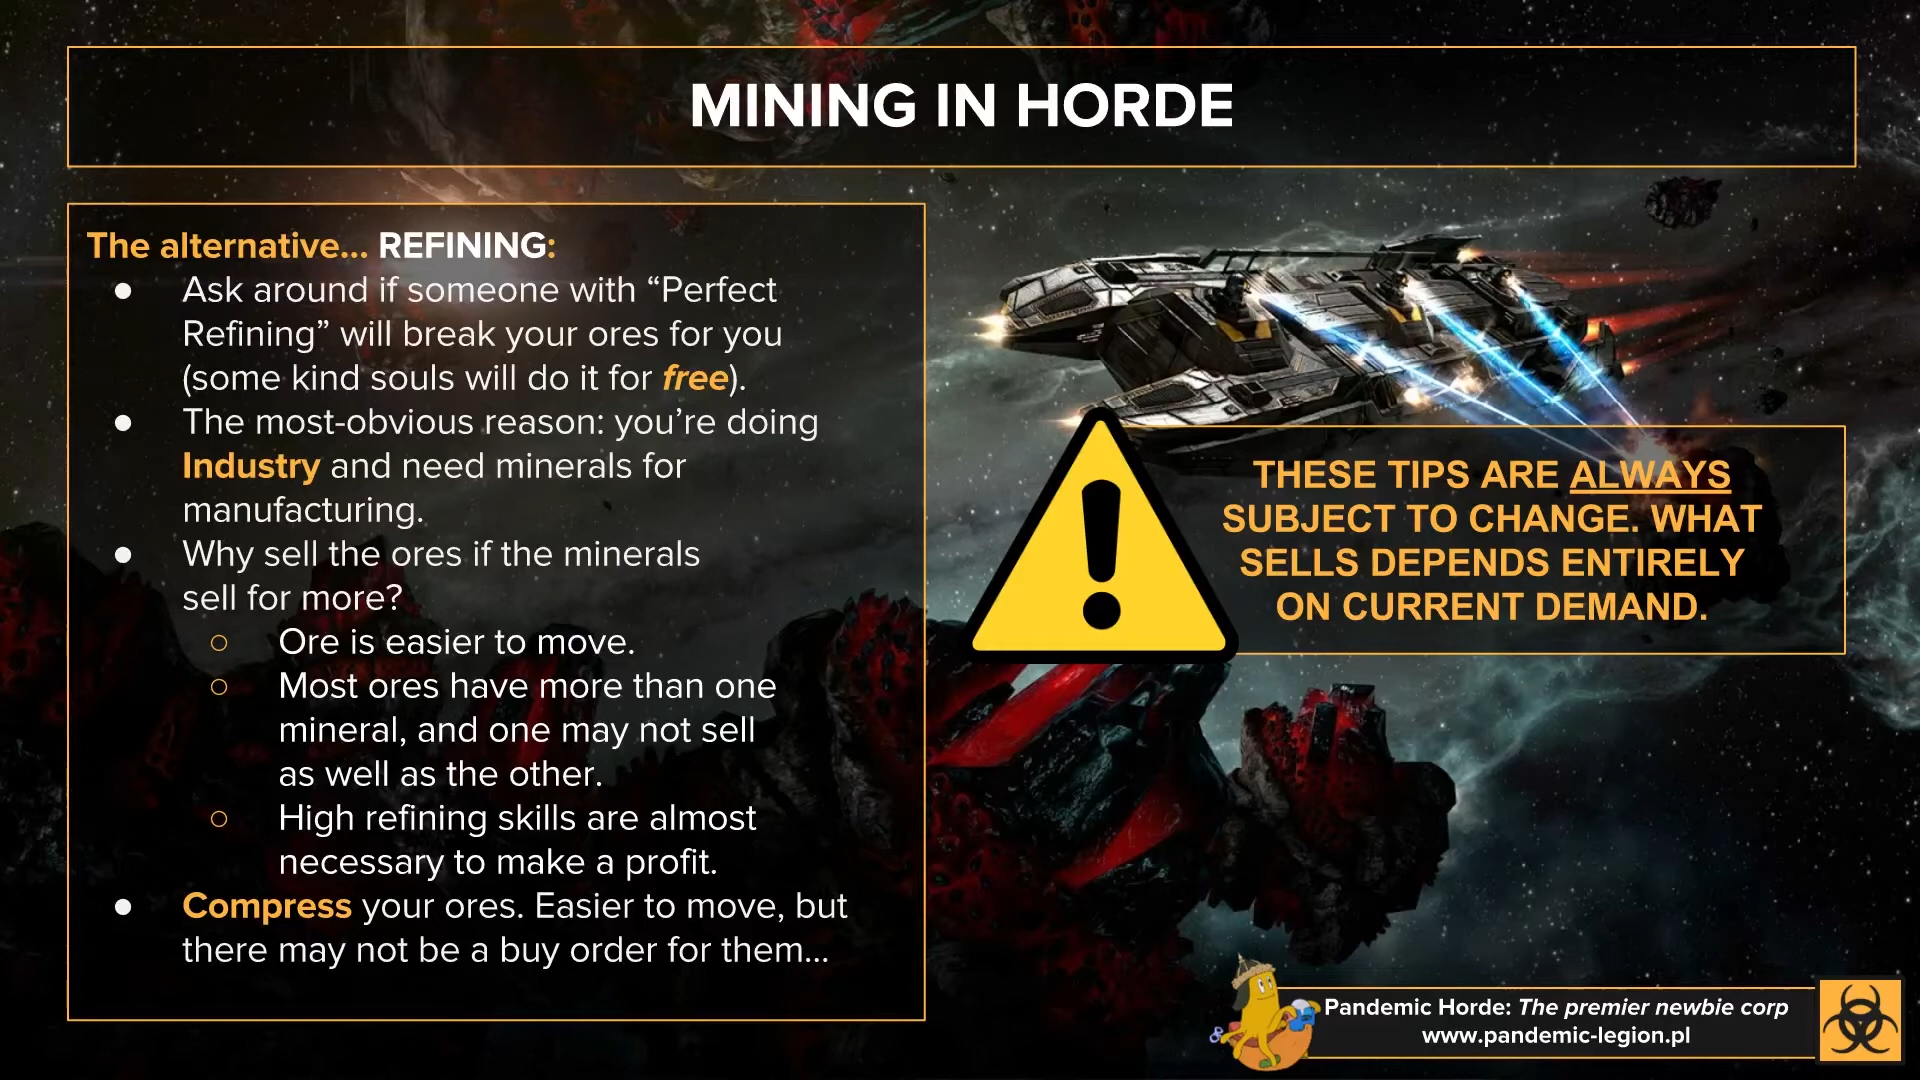 MINING IN HORDE
The alternative... REFINING:
● Ask around if someone with “Perfect
Refining” will break your ores for you
(some kind souls will do it for free).
● The most-obvious reason: you’re doing
Industry and need minerals for
manufacturing.
● Why sell the ores if the minerals
sell for more?
○ Ore is easier to move.
○ Most ores have more than one
mineral, and one may not sell
as well as the other.
○ High refining skills are almost
necessary to make a profit.
● Compress your ores. Easier to move, but
there may not be a buy order for them...
THESE TIPS ARE ALWAYS
SUBJECT TO CHANGE. WHAT
SELLS DEPENDS ENTIRELY
ON CURRENT DEMAND.
Pandemic Horde: The premier newbie corp
www.pandemic-legion.pl